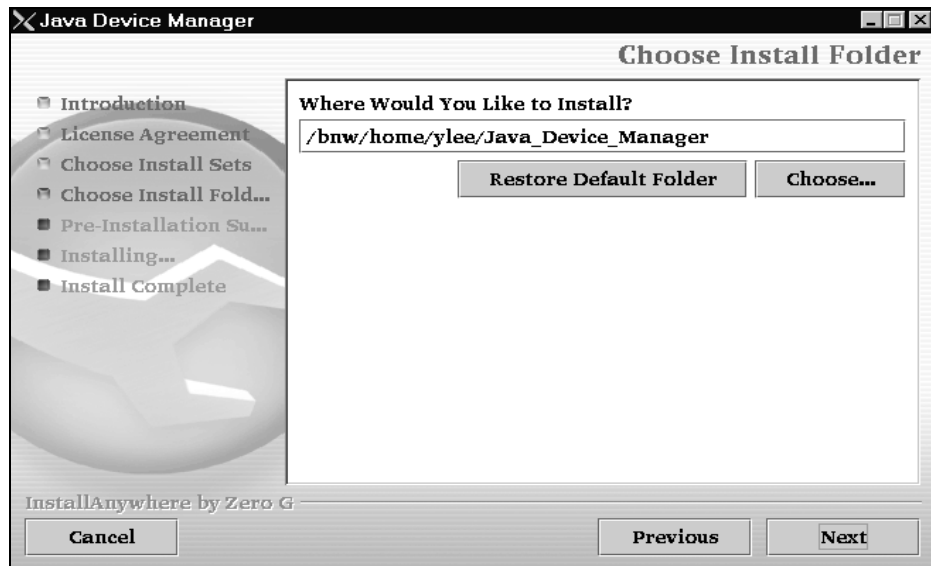 Java Device Manager
Choose Install Folder
Introduction
License Agreement
Choose Install Sets
Choose Install Fold...
Pre-Installation Su...
Installing...
Install Complete
Where Would You Like to Install?
/bnw/home/ylee/Java_Device_Manager
Restore Default Folder
Choose...
InstallAnywhere by Zero G
Cancel
Previous
Next